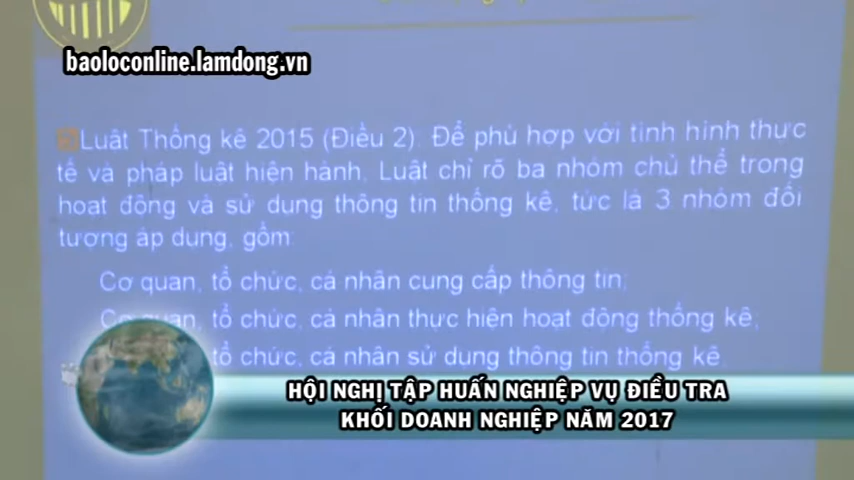 baoloconline.lamdong.vn
Luật Thống kê 2015 (Điều 2): Để phù hợp với tình hình thực
tế và pháp luật hiện hành. Luật chỉ rõ ba nhóm chủ thể trong
hoạt động và sử dung thông tin thống kê, tức là 3 nhóm đối
tượng áp dụng, gồm:
Cơ quan, tổ chức, cá nhân cung cấp thông tin;
Cơ quan, tổ chức, cá nhân thực hiện hoạt động thống kê;
tổ chức, cá nhân sử dung thông tin thống kê.
HỘI NGHỊ TẬP HUẤN NGHIỆP VỤ ĐIỀU TRA
KHỐI DOANH NGHIỆP NĂM 2017